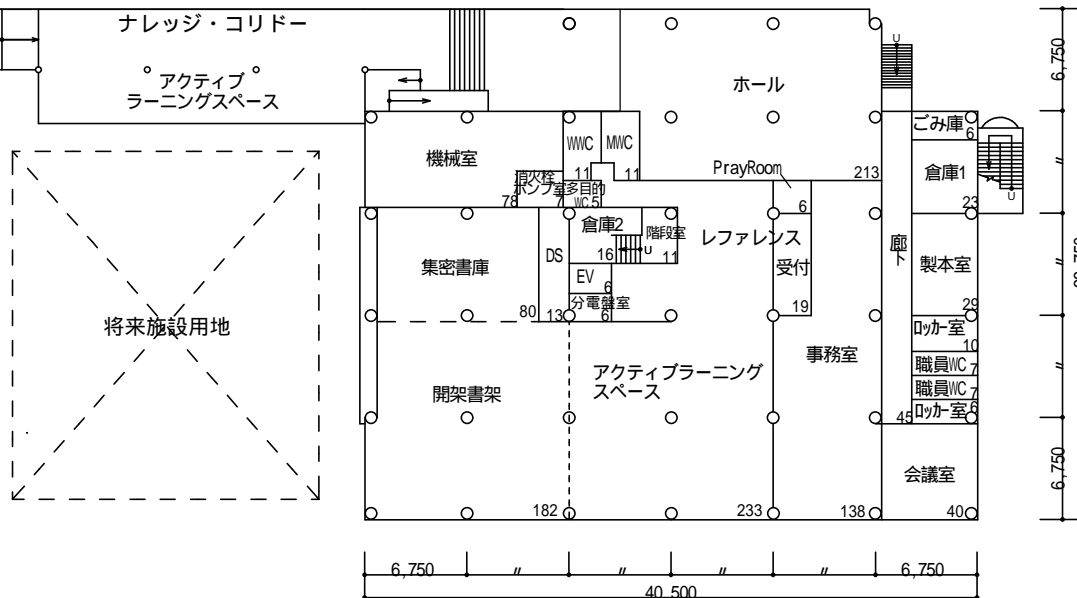 ナレッジ・コリドー
アクティブ
ラーニングスペース
ホール
6,750
U
ごみ庫
6
機械室
WWC
MWC
11
11
PrayRoom
213
倉庫1
〃
消火栓
ポンプ室
78
7
多目的
WC
5
6
23
U
倉庫2
階段室
レファレンス
廊下
集密書庫
DS
16
U
11
受付
製本室
〃
EV
6
分電盤室
80
13
6
19
29
将来施設用地
事務室
ロッカー室
10
開架書架
アクティブラーニング
スペース
職員WC
7
職員WC
7
ロッカー室
6
45
〃
会議室
6,750
182
233
138
40
6,750
〃
〃
〃
〃
6,750
40,500